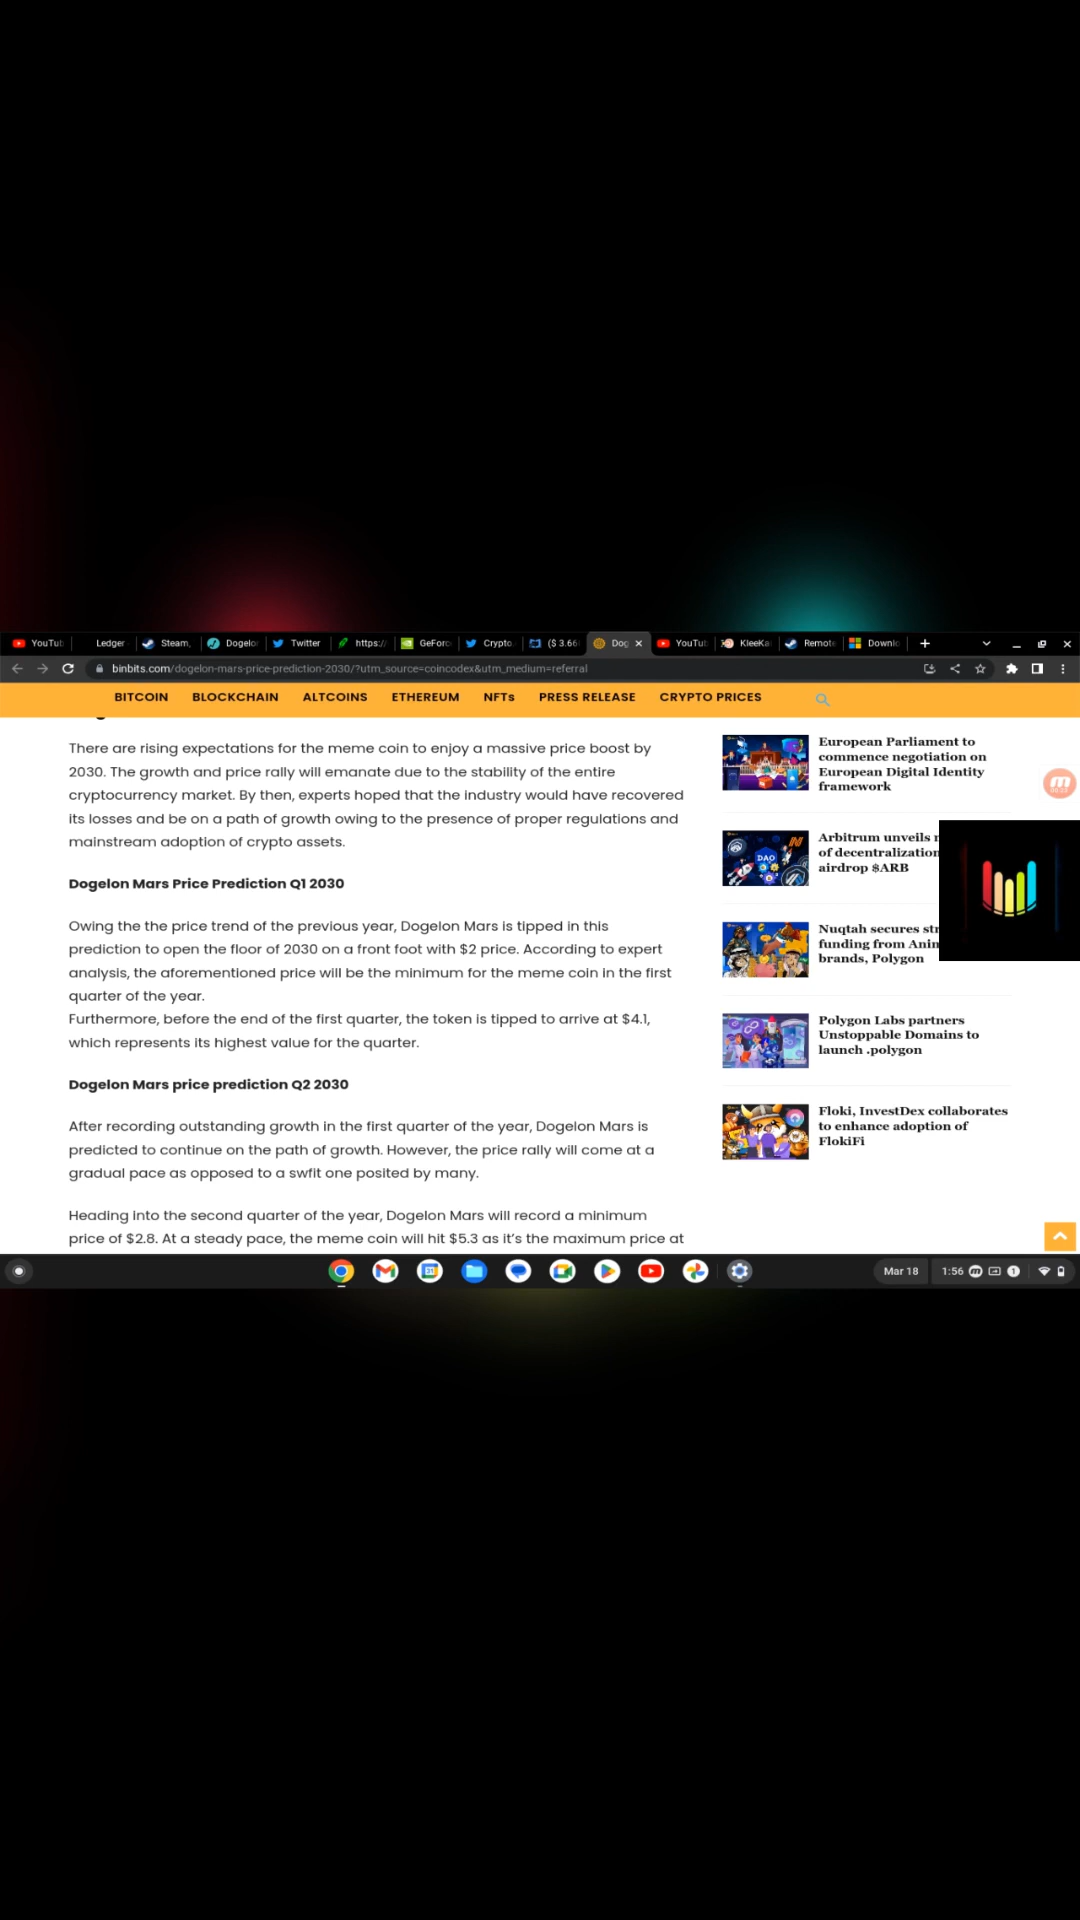 YouTub
Ledger
Steam,
Dogelo
Twitter
https:/
GeForc
Crypto.
($ 3.66
Dog
YouTub
KleeKa
Remot
Downlo
binbits.com/dogelon-mars-price-prediction-2030/?utm_source=coincodex&utm_medium=referral
BITCOIN BLOCKCHAIN ALTCOINS ETHEREUM NFTs PRESS RELEASE CRYPTO PRICES
There are rising expectations for the meme coin to enjoy a massive price boost by
2030. The growth and price rally will emanate due to the stability of the entire
cryptocurrency market. By then, experts hoped that the industry would have recovered
its losses and be on a path of growth owing to the presence of proper regulations and
mainstream adoption of crypto assets.
Dogelon Mars Price Prediction Q1 2030
Owing the the price trend of the previous year, Dogelon Mars is tipped in this
prediction to open the floor of 2030 on a front foot with $2 price. According to expert
analysis, the aforementioned price will be the minimum for the meme coin in the first
quarter of the year.
Furthermore, before the end of the first quarter, the token is tipped to arrive at $4.1,
which represents its highest value for the quarter.
Dogelon Mars price prediction Q2 2030
After recording outstanding growth in the first quarter of the year, Dogelon Mars is
predicted to continue on the path of growth. However, the price rally will come at a
gradual pace as opposed to a swfit one posited by many.
Heading into the second quarter of the year, Dogelon Mars will record a minimum
price of $2.8. At a steady pace, the meme coin will hit $5.3 as it's the maximum price at
European Parliament to
commence negotiation on
European Digital Identity
framework
Arbitrum unveils
of decentralization
airdrop $ARB
DAO
Nuqtah secures str
funding from Anin
brands, Polygon
Polygon Labs partners
Unstoppable Domains to
launch .polygon
Floki, InvestDex collaborates
to enhance adoption of
FlokiFi
31
Mar 18
1:56
1